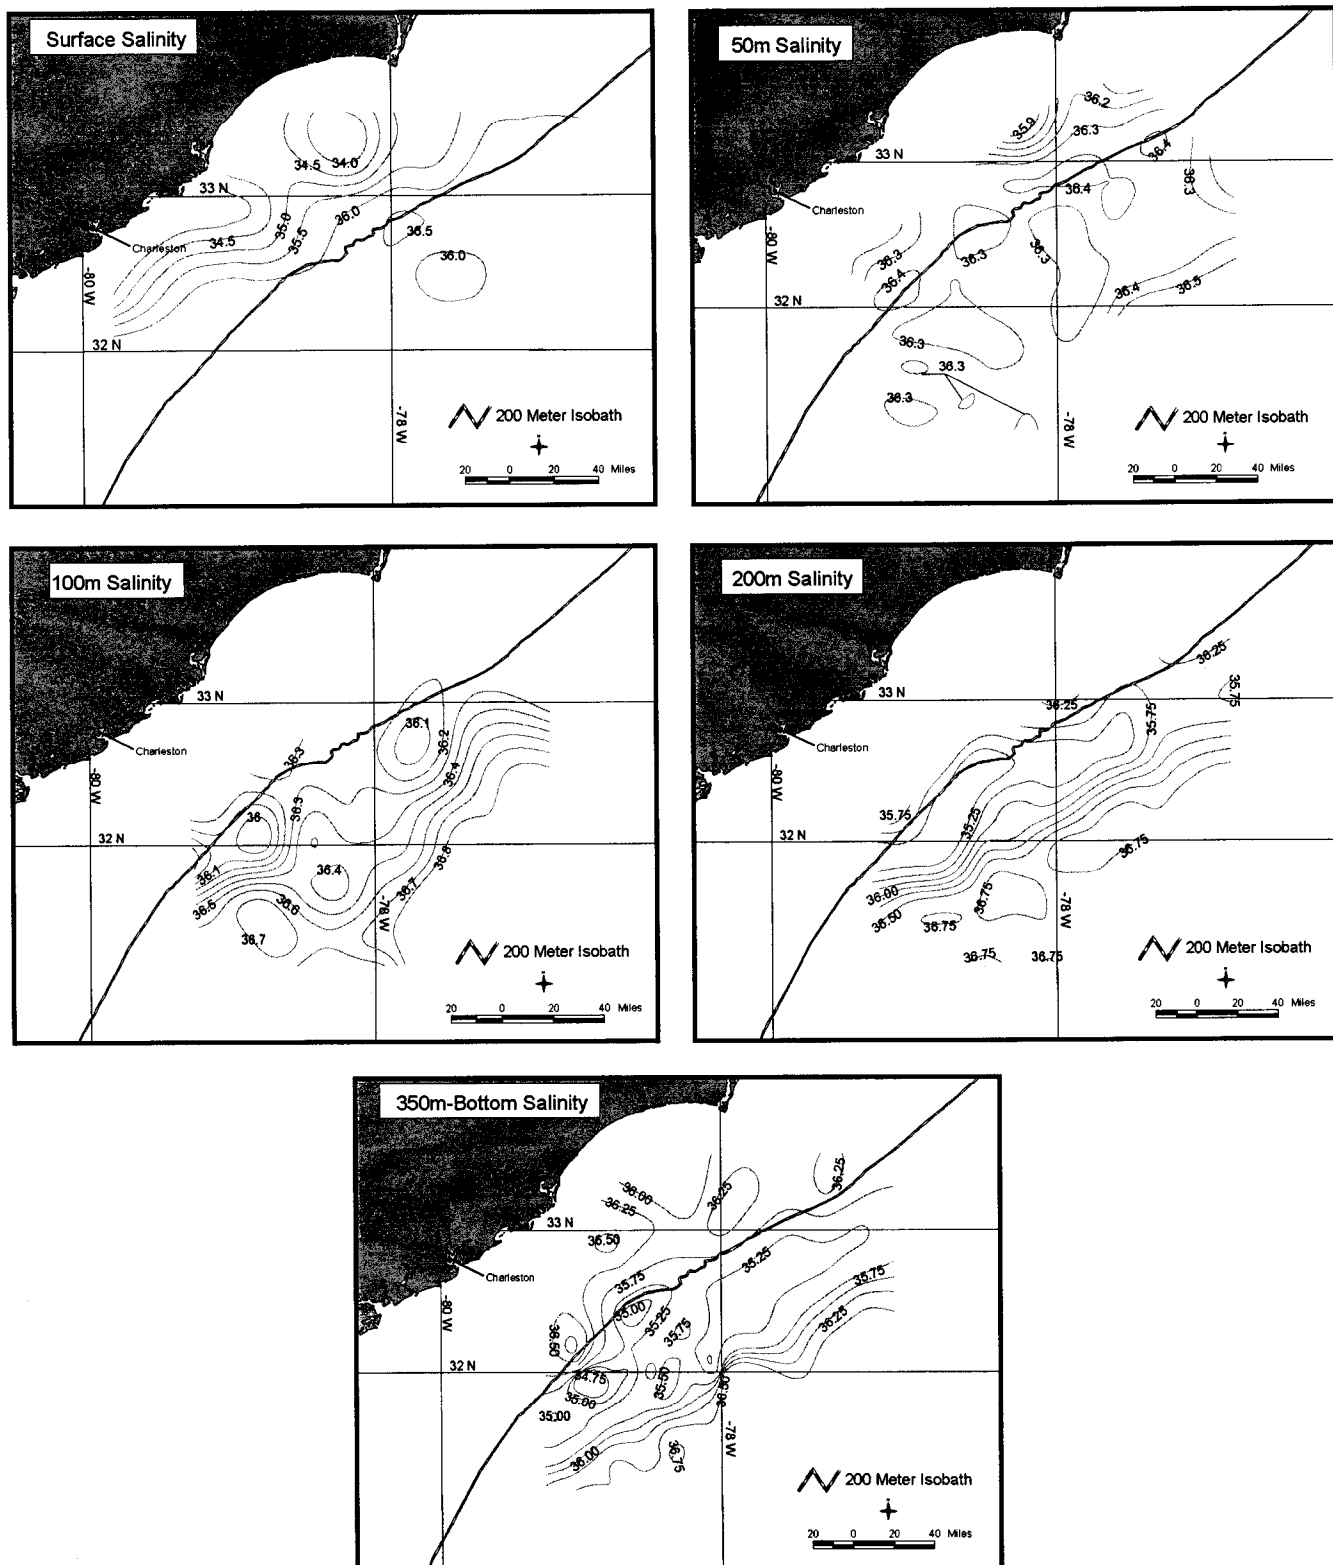 Surface Salinity
34.5
34.0
33 N
35.0
35.5
36.0
34.5
36.5
Charleston
36.0
-80 W
32 N
200 Meter Isobath
-78 W
20 0 20 40 Miles
50m Salinity
36.2
35.9
36.3
33 N
36.4
36.3
36.4
Charleston
-80 W
36.3
36.3
36.3
36.4
36.4
36.5
32 N
36.3
36.3
36.3
200 Meter Isobath
-78 W
20 0 20 40 Miles
100m Salinity
33 N
36.1
36.2
Charleston
36.3
36.4
-80 W
36.3
36
32 N
36.8
36.1
36.4
36.7
36.5
36.6
-78 W
36.7
200 Meter Isobath
20 0 20 40 Miles
200m Salinity
36.25
33 N
36.25
35.75
35.75
Charleston
-80 W
35.75
35.25
32 N
36.75
36.00
36.75
36.50
36.75
-78 W
36.75
36.75
200 Meter Isobath
20 0 20 40 Miles
350m-Bottom Salinity
36.25
36.00
36.25
36.25
33 N
36.50
35.25
Charleston
35.75
35.75
-80 W
35.00
35.25
36.25
35.75
36.50
32 N
34.75
35.50
36.50
35.00
35.00
-78 W
36.00
36.75
200 Meter Isobath
20 0 20 40 Miles